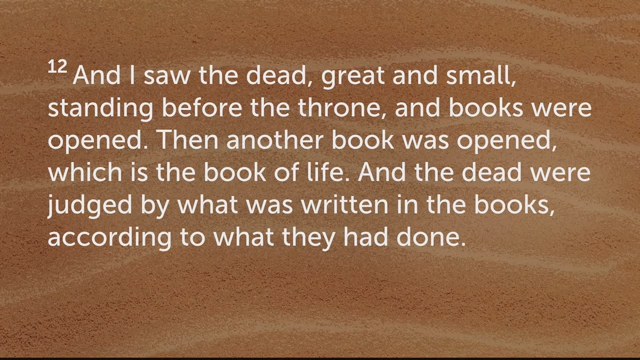 12 And I saw the dead, great and small,
standing before the throne, and books were
opened. Then another book was opened,
which is the book of life. And the dead were
judged by what was written in the books,
according to what they had done.